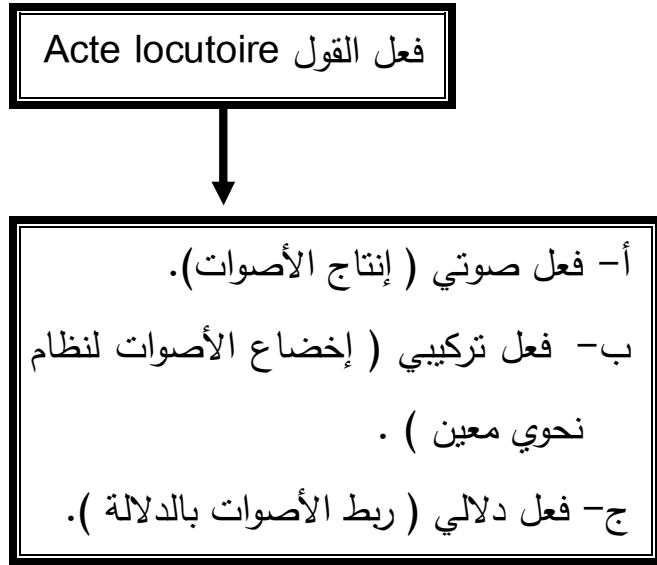 فعل القول Acte locutoire
أ- فعل صوتي ( إنتاج الأصوات).
ب- فعل تركيبي ( إخضاع الأصوات لنظام
نحوي معين ) .
ج- فعل دلالي ( ربط الأصوات بالدلالة ).